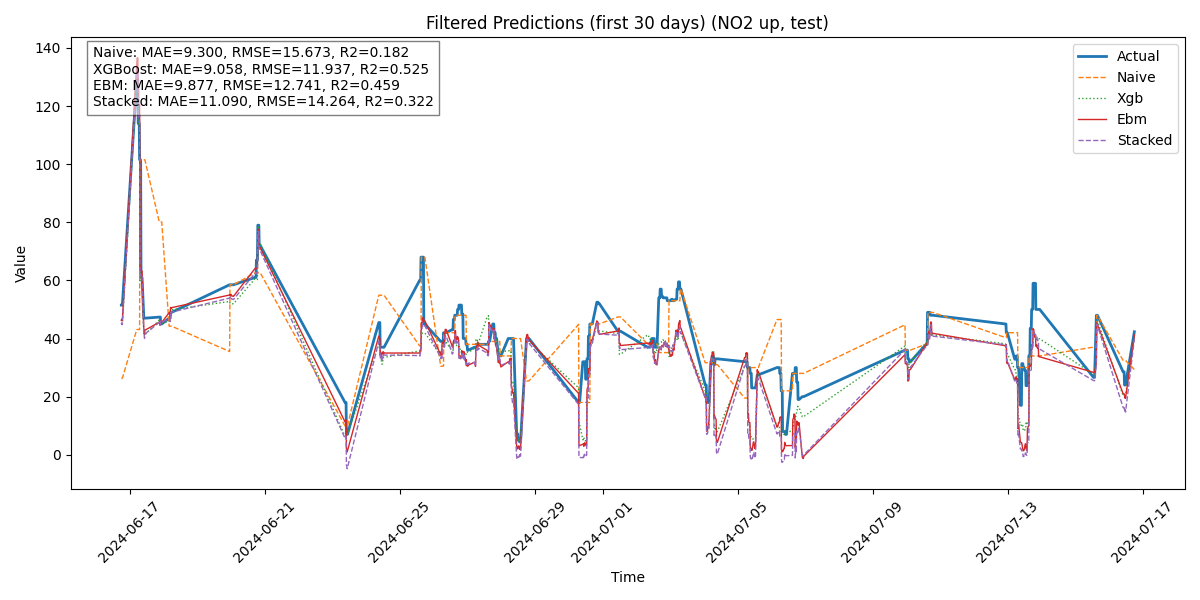 Filtered Predictions (first 30 days) (NO2 up, test)
Naive: MAE=9.300, RMSE=15.673, R2=0.182
XGBoost: MAE=9.058, RMSE=11.937, R2=0.525
EBM: MAE=9.877, RMSE=12.741, R2=0.459
Stacked: MAE=11.090, RMSE=14.264, R2=0.322
Actual
Naive
Xgb
Ebm
Stacked
Value
140
120
100
80
60
40
20
0
2024-06-17
2024-06-21
2024-06-25
2024-06-29
2024-07-01
2024-07-05
2024-07-09
2024-07-13
2024-07-17
Time